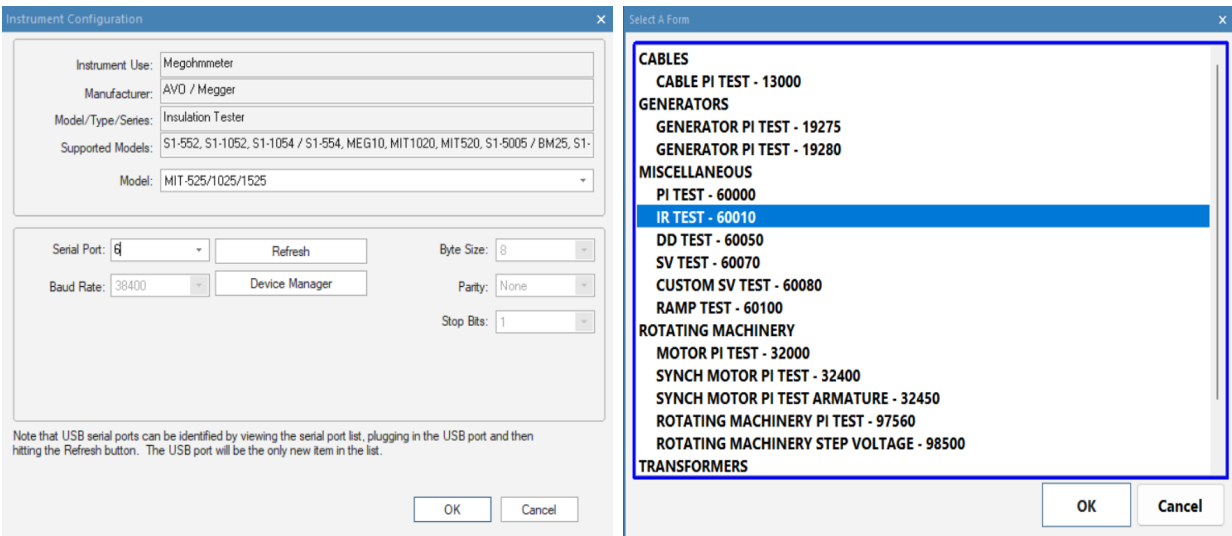 Instrument Configuration
Instrument Use: Megohmmeter
Manufacturer: AVO / Megger
Model/Type/Series: Insulation Tester
Supported Models: S1-552, S1-1052, S1-1054 / S1-554, MEG10, MIT1020, MIT520, S1-5005 / BM25, S1-
Model: MIT-525/1025/1525
Serial Port: 6 Refresh Byte Size: 8
Baud Rate: 38400 Device Manager Parity: None
Stop Bits: 1
Note that USB serial ports can be identified by viewing the serial port list, plugging in the USB port and then
hitting the Refresh button. The USB port will be the only new item in the list.
OK Cancel
Select A Form
CABLES
CABLE PI TEST - 13000
GENERATORS
GENERATOR PI TEST - 19275
GENERATOR PI TEST - 19280
MISCELLANEOUS
PI TEST - 60000
IR TEST - 60010
DD TEST - 60050
SV TEST - 60070
CUSTOM SV TEST - 60080
RAMP TEST - 60100
ROTATING MACHINERY
MOTOR PI TEST - 32000
SYNCH MOTOR PI TEST - 32400
SYNCH MOTOR PI TEST ARMATURE - 32450
ROTATING MACHINERY PI TEST - 97560
ROTATING MACHINERY STEP VOLTAGE - 98500
TRANSFORMERS
OK Cancel